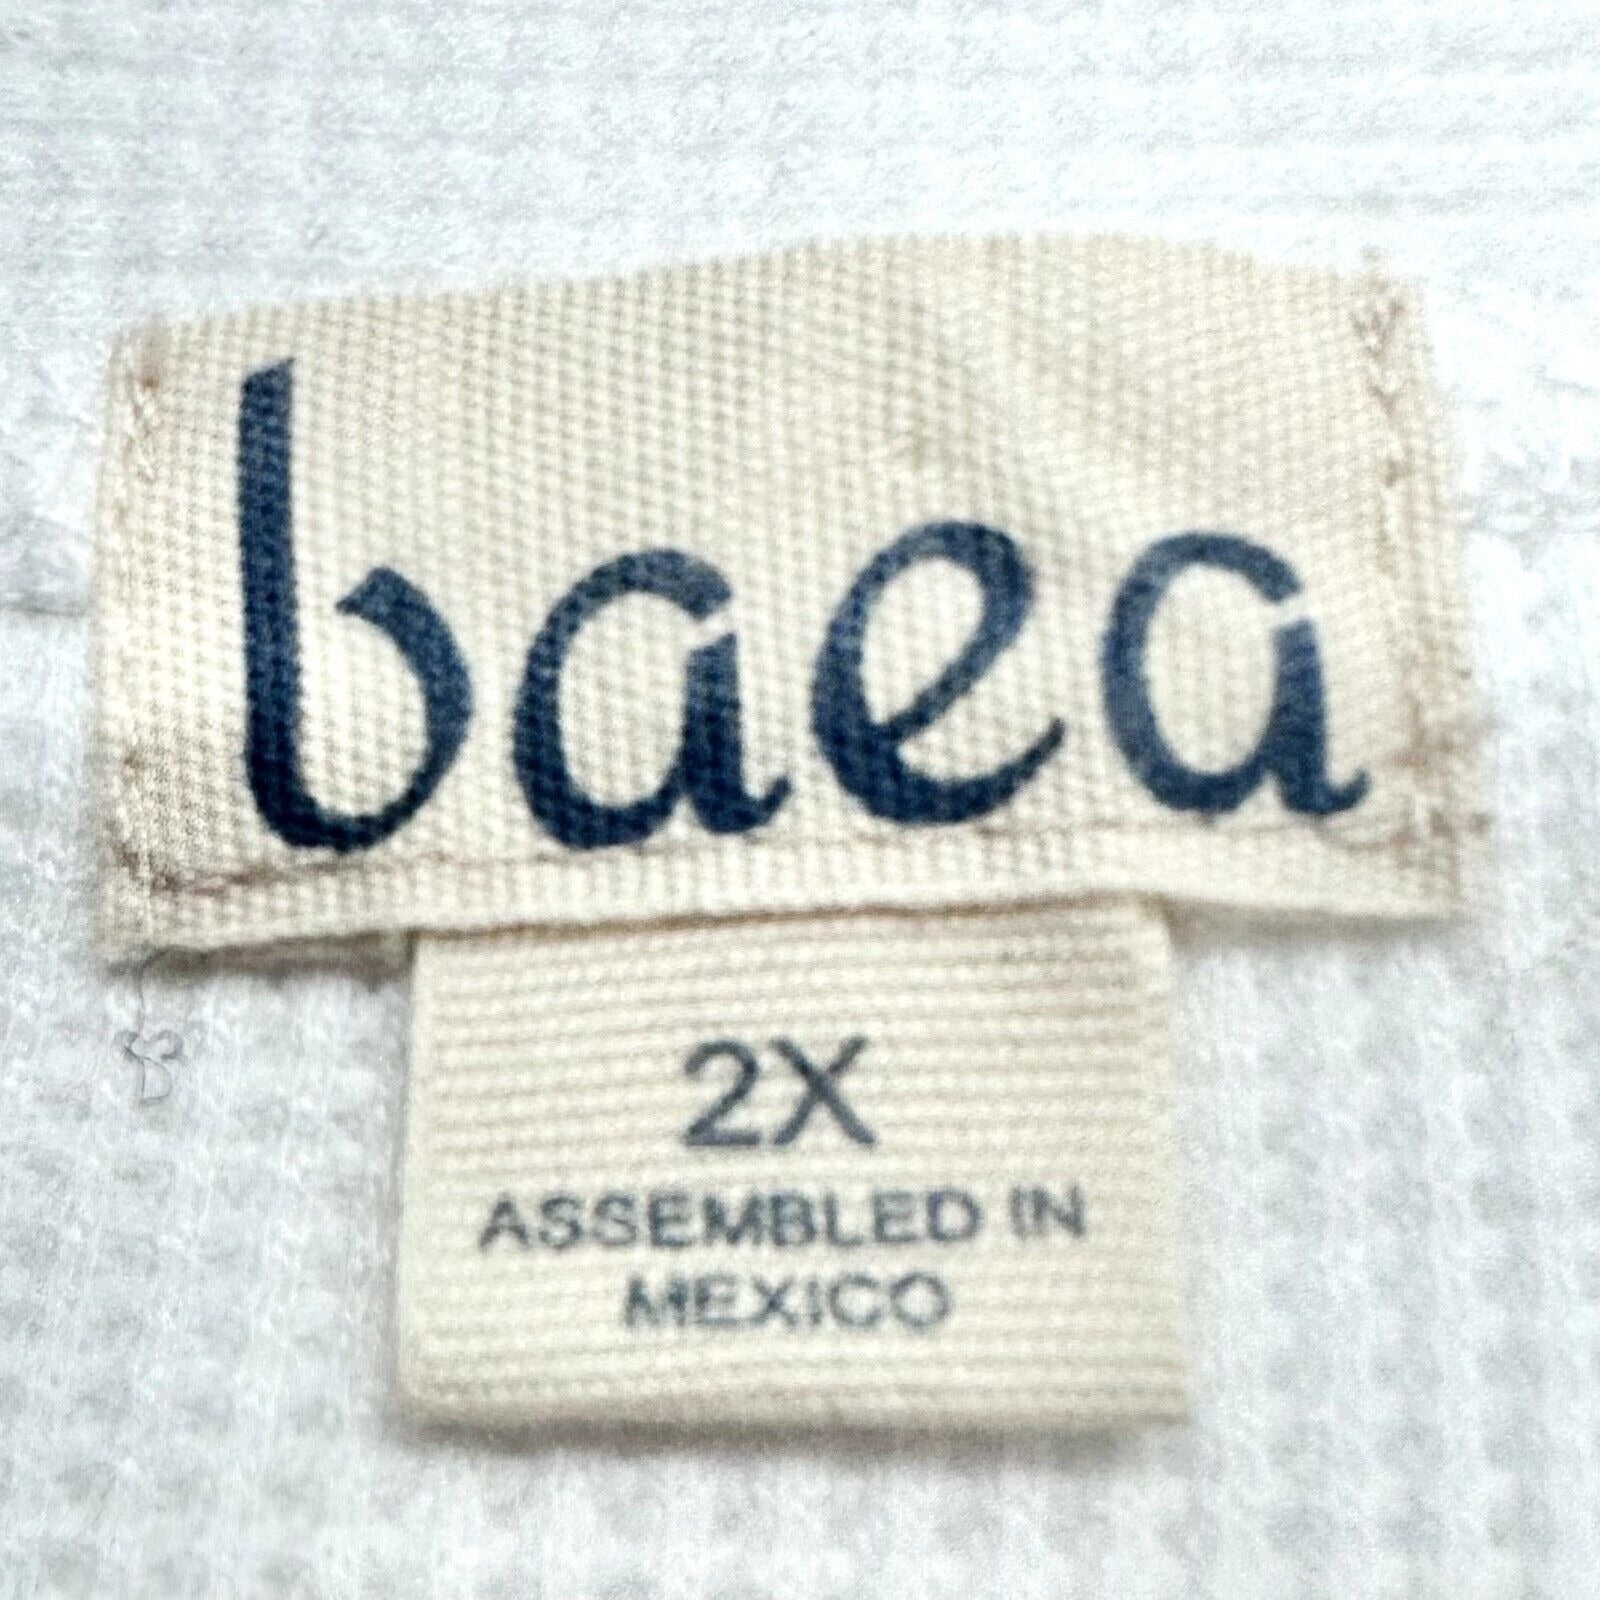 baea
2X
ASSEMBLED IN
MEXICO